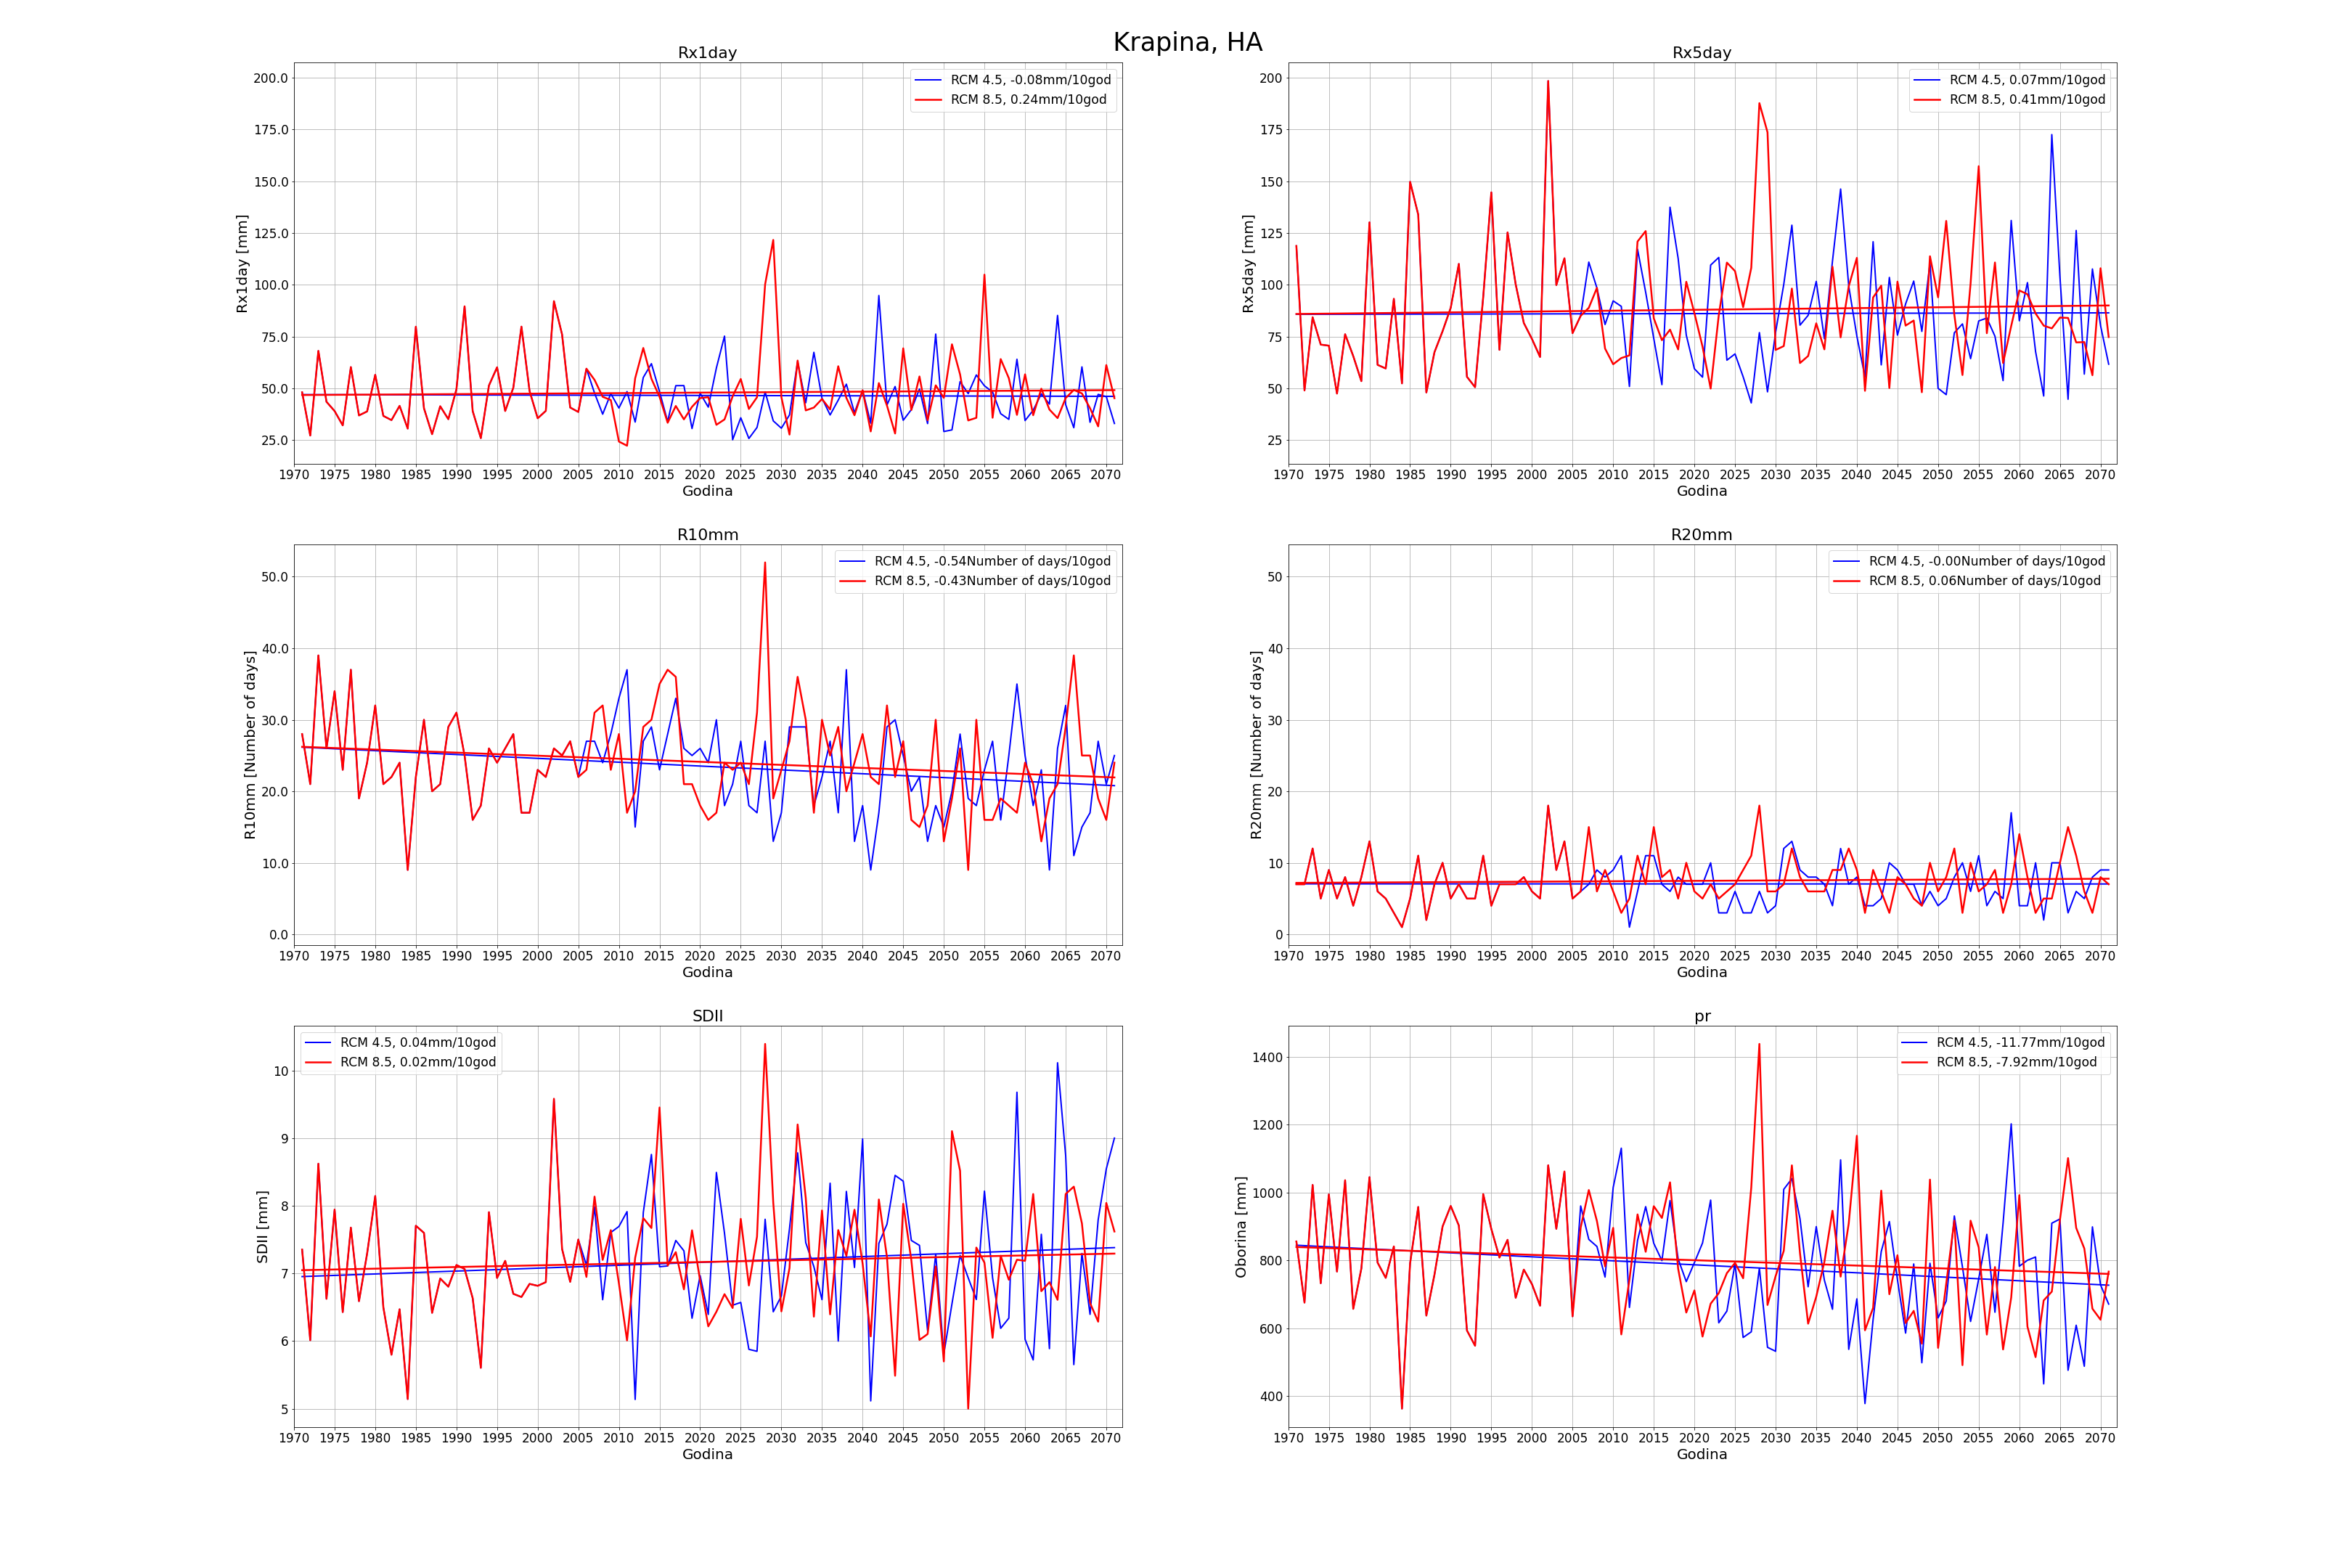 Krapina, HA
Rx1day
RCM 4.5, -0.08mm/10god
RCM 8.5, 0.24mm/10god
Rx1day [mm]
200.0
175.0
150.0
125.0
100.0
75.0
50.0
25.0
1970 1975 1980 1985 1990 1995 2000 2005 2010 2015 2020 2025 2030 2035 2040 2045 2050 2055 2060 2065 2070
Godina
Rx5day
RCM 4.5, 0.07mm/10god
RCM 8.5, 0.41mm/10god
Rx5day [mm]
200
175
150
125
100
75
50
25
1970 1975 1980 1985 1990 1995 2000 2005 2010 2015 2020 2025 2030 2035 2040 2045 2050 2055 2060 2065 2070
Godina
R10mm
RCM 4.5, -0.54Number of days/10god
RCM 8.5, -0.43Number of days/10god
R10mm [Number of days]
50.0
40.0
30.0
20.0
10.0
0.0
1970 1975 1980 1985 1990 1995 2000 2005 2010 2015 2020 2025 2030 2035 2040 2045 2050 2055 2060 2065 2070
Godina
R20mm
RCM 4.5, -0.00Number of days/10god
RCM 8.5, 0.06Number of days/10god
R20mm [Number of days]
50
40
30
20
10
0
1970 1975 1980 1985 1990 1995 2000 2005 2010 2015 2020 2025 2030 2035 2040 2045 2050 2055 2060 2065 2070
Godina
SDII
RCM 4.5, 0.04mm/10god
RCM 8.5, 0.02mm/10god
SDII [mm]
10
9
8
7
6
5
1970 1975 1980 1985 1990 1995 2000 2005 2010 2015 2020 2025 2030 2035 2040 2045 2050 2055 2060 2065 2070
Godina
pr
RCM 4.5, -11.77mm/10god
RCM 8.5, -7.92mm/10god
Oborina [mm]
1400
1200
1000
800
600
400
1970 1975 1980 1985 1990 1995 2000 2005 2010 2015 2020 2025 2030 2035 2040 2045 2050 2055 2060 2065 2070
Godina